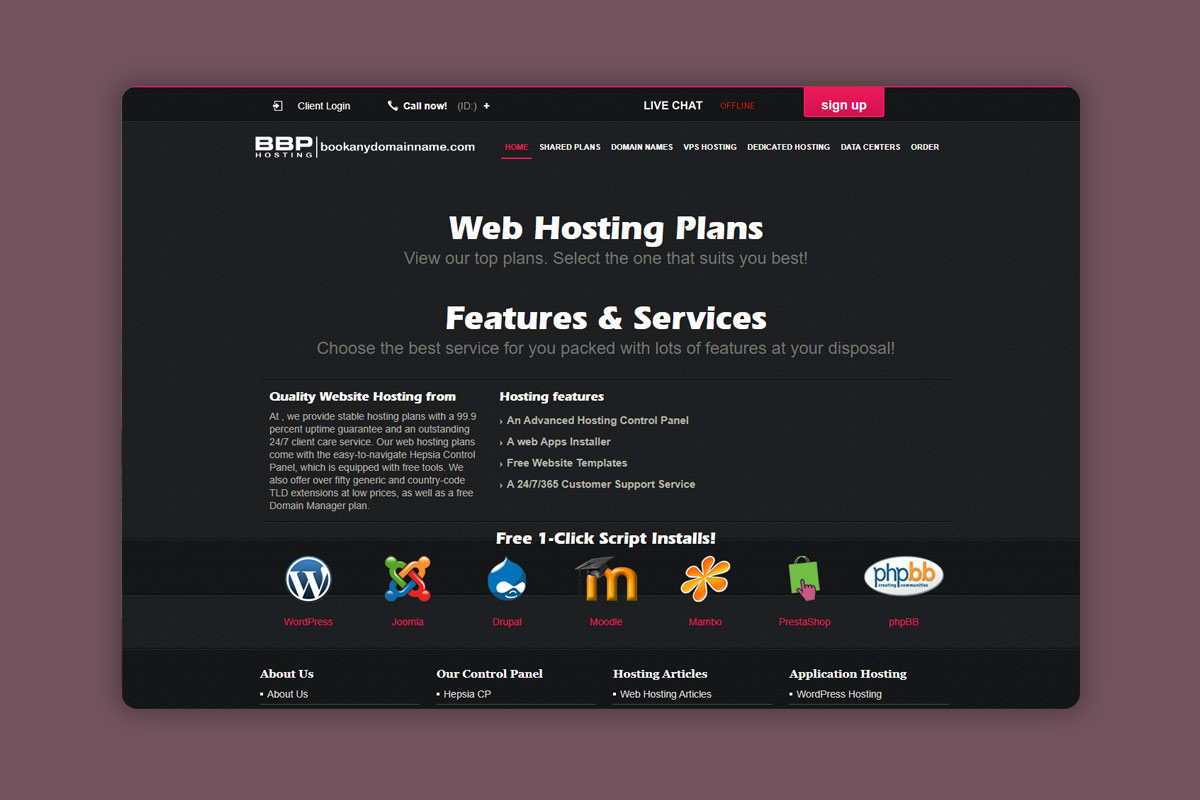 Client Login
Call now! (ID:) +
LIVE CHAT OFFLINE
sign up
BBP HOSTING bookanydomainname.com
HOME SHARED PLANS DOMAIN NAMES VPS HOSTING DEDICATED HOSTING DATA CENTERS ORDER
Web Hosting Plans
View our top plans. Select the one that suits you best!
Features & Services
Choose the best service for you packed with lots of features at your disposal!
Quality Website Hosting from
At , we provide stable hosting plans with a 99.9
percent uptime guarantee and an outstanding
24/7 client care service. Our web hosting plans
come with the easy-to-navigate Hepsia Control
Panel, which is equipped with free tools. We
also offer over fifty generic and country-code
TLD extensions at low prices, as well as a free
Domain Manager plan.
Hosting features
› An Advanced Hosting Control Panel
› A web Apps Installer
› Free Website Templates
› A 24/7/365 Customer Support Service
Free 1-Click Script Installs!
phpBB
creating communities
WordPress Joomla Drupal Moodle Mambo PrestaShop phpBB
About Us
About Us
Our Control Panel
Hepsia CP
Hosting Articles
Web Hosting Articles
Application Hosting
WordPress Hosting